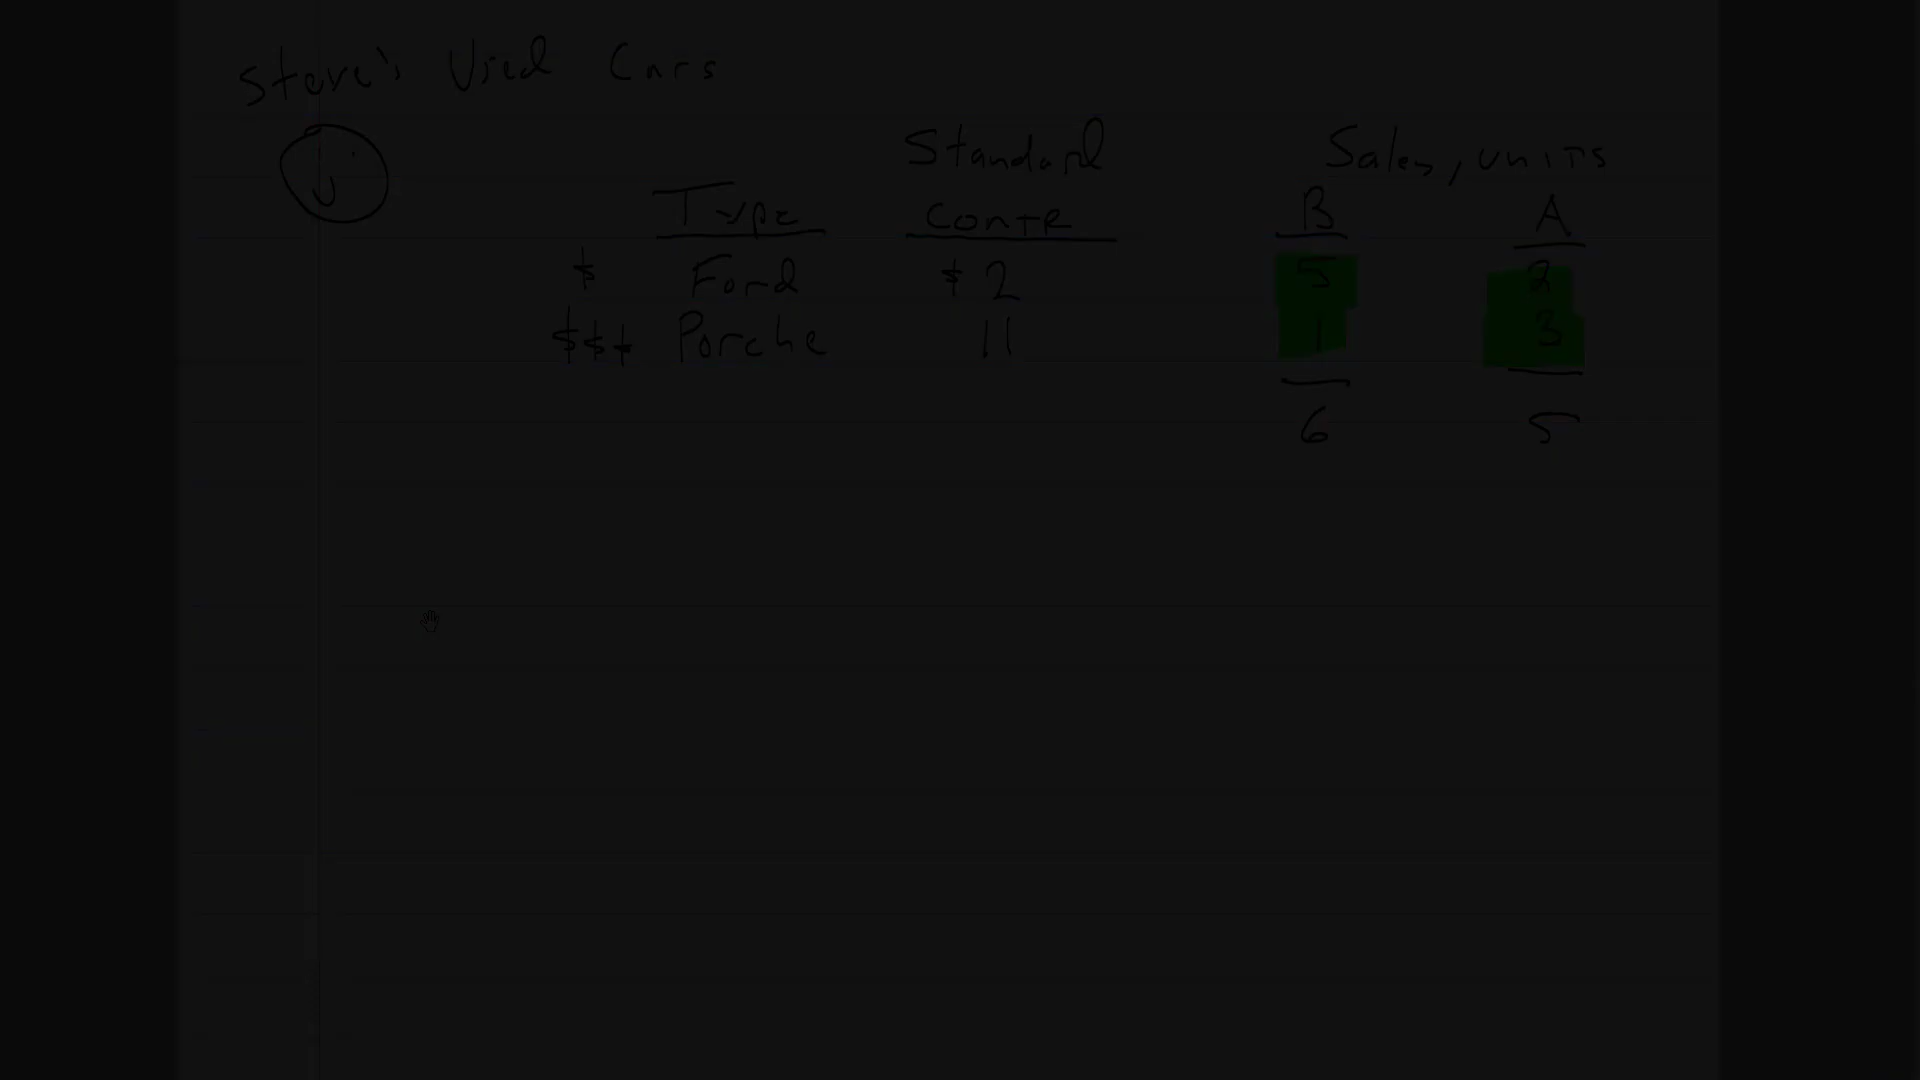 Steve's Used Cars
Standard Sales, units
Type Contr B A
$ Ford $ 2 5 2
$$$ Porche 11 1 3
6 5